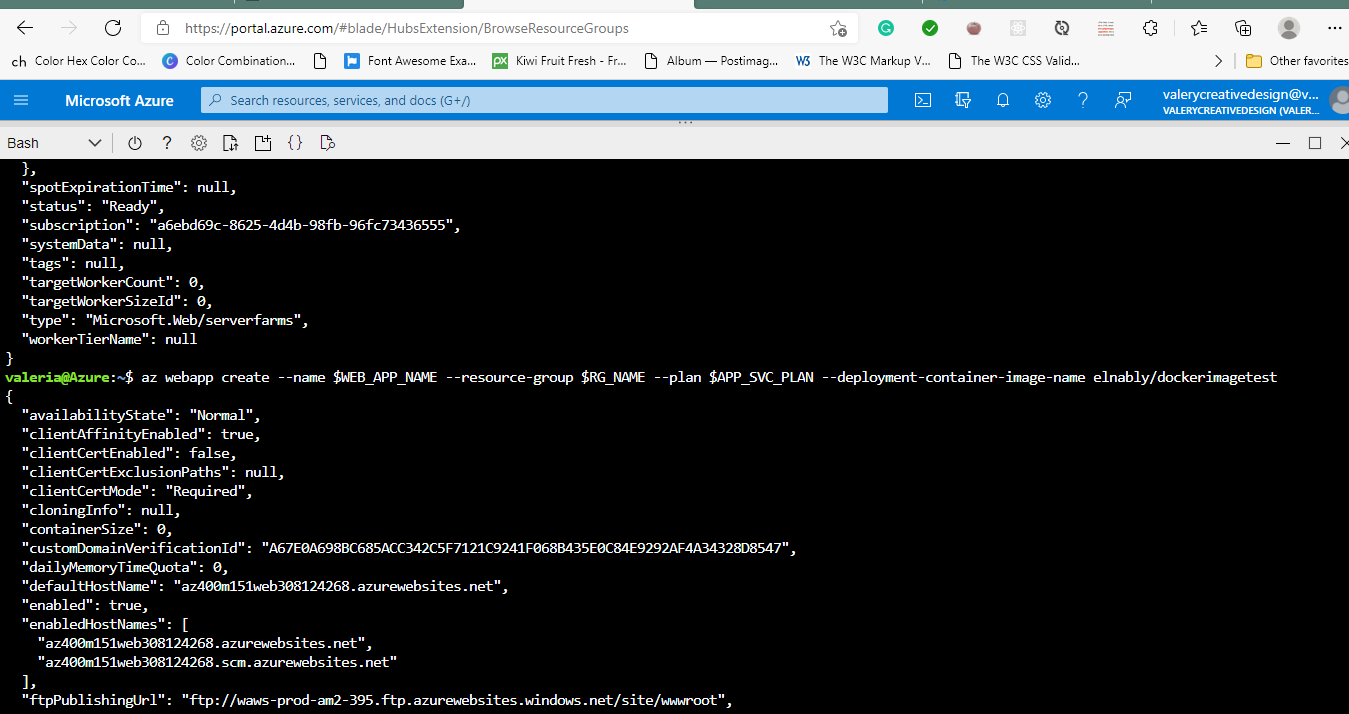 https://portal.azure.com/#blade/HubsExtension/BrowseResourceGroups
ch Color Hex Color Co... Color Combination... Font Awesome Exa... Kiwi Fruit Fresh - Fr... Album — Postimag... W3 The W3C Markup V... The W3C CSS Valid... Other favorites
Microsoft Azure
Search resources, services, and docs (G+/)
valerycreativedesign@v...
VALERYCREATIVEDESIGN (VALER...
Bash
},
"spotExpirationTime": null,
"status": "Ready",
"subscription": "a6ebd69c-8625-4d4b-98fb-96fc73436555",
"systemData": null,
"tags": null,
"targetWorkerCount": 0,
"targetWorkerSizeId": 0,
"type": "Microsoft.Web/serverfarms",
"workerTierName": null
}
valeria@Azure:~$ az webapp create --name $WEB_APP_NAME --resource-group $RG_NAME --plan $APP_SVC_PLAN --deployment-container-image-name elnably/dockerimagetest
{
"availabilityState": "Normal",
"clientAffinityEnabled": true,
"clientCertEnabled": false,
"clientCertExclusionPaths": null,
"clientCertMode": "Required",
"cloningInfo": null,
"containerSize": 0,
"customDomainVerificationId": "A67E0A698BC685ACC342C5F7121C9241F068B435E0C84E9292AF4A34328D8547",
"dailyMemoryTimeQuota": 0,
"defaultHostName": "az400m151web308124268.azurewebsites.net",
"enabled": true,
"enabledHostNames": [
"az400m151web308124268.azurewebsites.net",
"az400m151web308124268.scm.azurewebsites.net"
],
"ftpPublishingUrl": "ftp://waws-prod-am2-395.ftp.azurewebsites.windows.net/site/wwwroot",